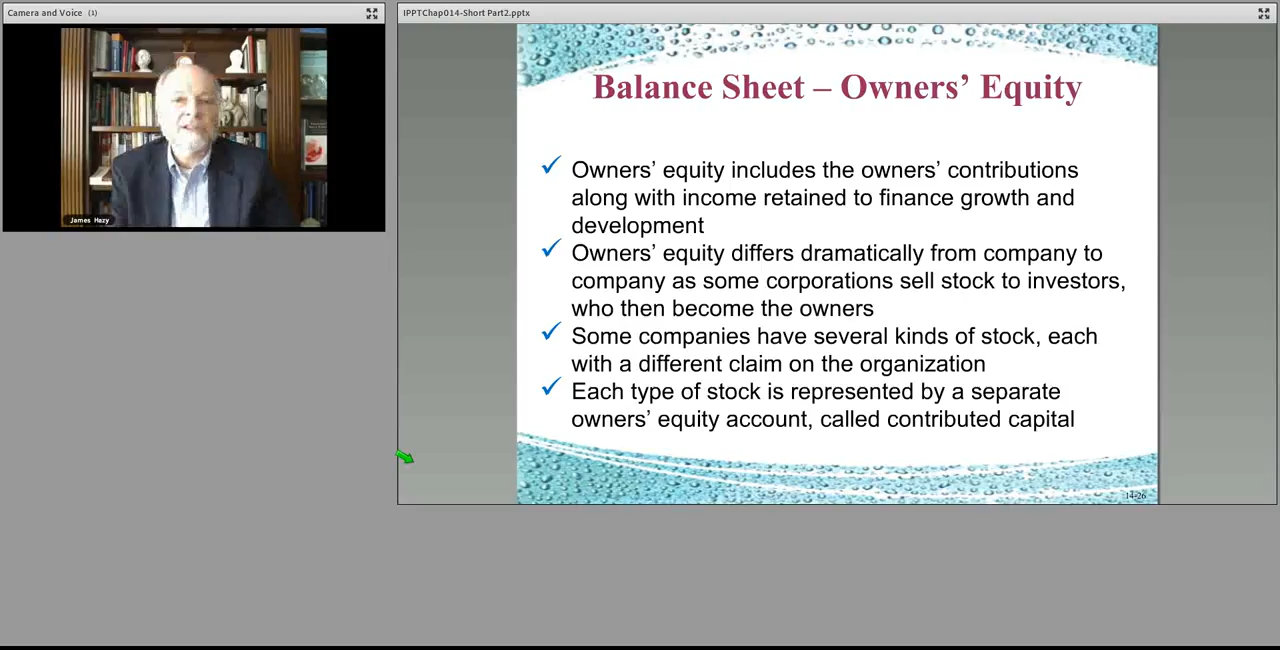 Camera and Voice (1)
James Hazy
IPPTChap014-Short Part2.pptx
Balance Sheet – Owners’ Equity
Owners’ equity includes the owners’ contributions
along with income retained to finance growth and
development
Owners’ equity differs dramatically from company to
company as some corporations sell stock to investors,
who then become the owners
Some companies have several kinds of stock, each
with a different claim on the organization
Each type of stock is represented by a separate
owners’ equity account, called contributed capital
14-26